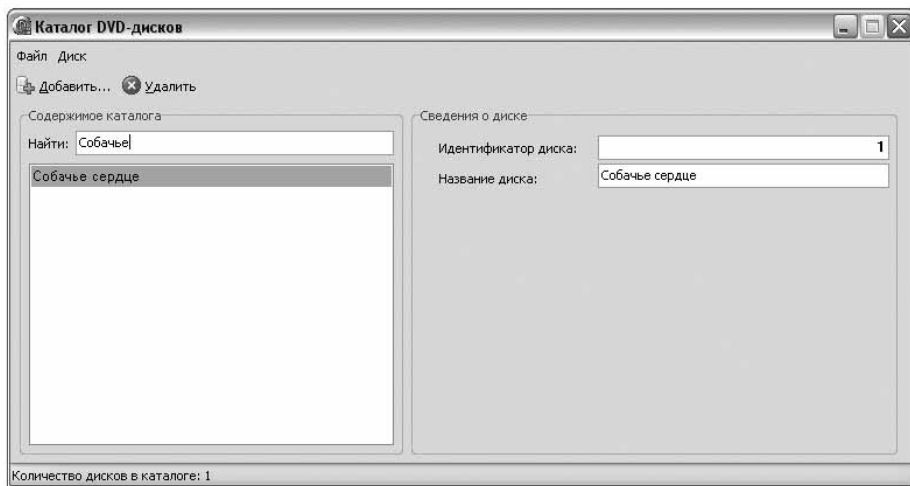 Каталог DVD-дисков
Файл Диск
Добавить... Удалить
Содержимое каталога
Найти: Собачье
Собачье сердце
Сведения о диске
Идентификатор диска: 1
Название диска: Собачье сердце
Количество дисков в каталоге: 1